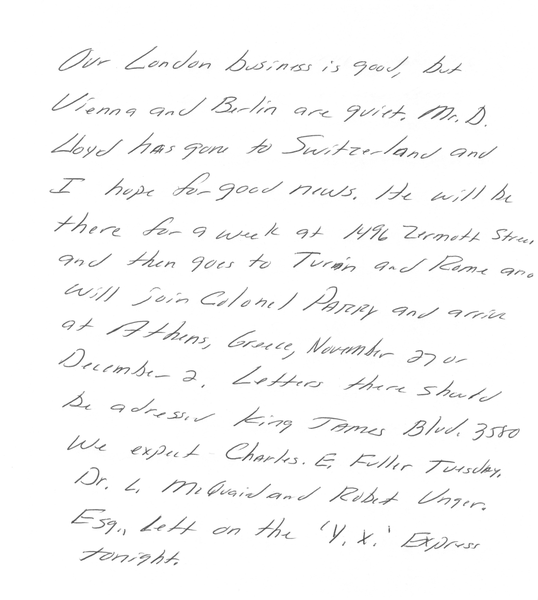 Our London business is good, but
Vienna and Berlin are quiet. Mr. D.
Lloyd has gone to Switzerland and
I hope for good news. He will be
there for a week at 1496 Zermott Street
and then goes to Turin and Rome and
will join Colonel Parry and arrive
at Athens, Greece, November 27 or
December 2. Letters there should
be adressed King James Blvd. 3580
We expect Charles. E. Fuller Tuesday.
Dr. L. McQuaid and Robert Unger.
Esq., Left on the 'Y. X.' Express
tonight.